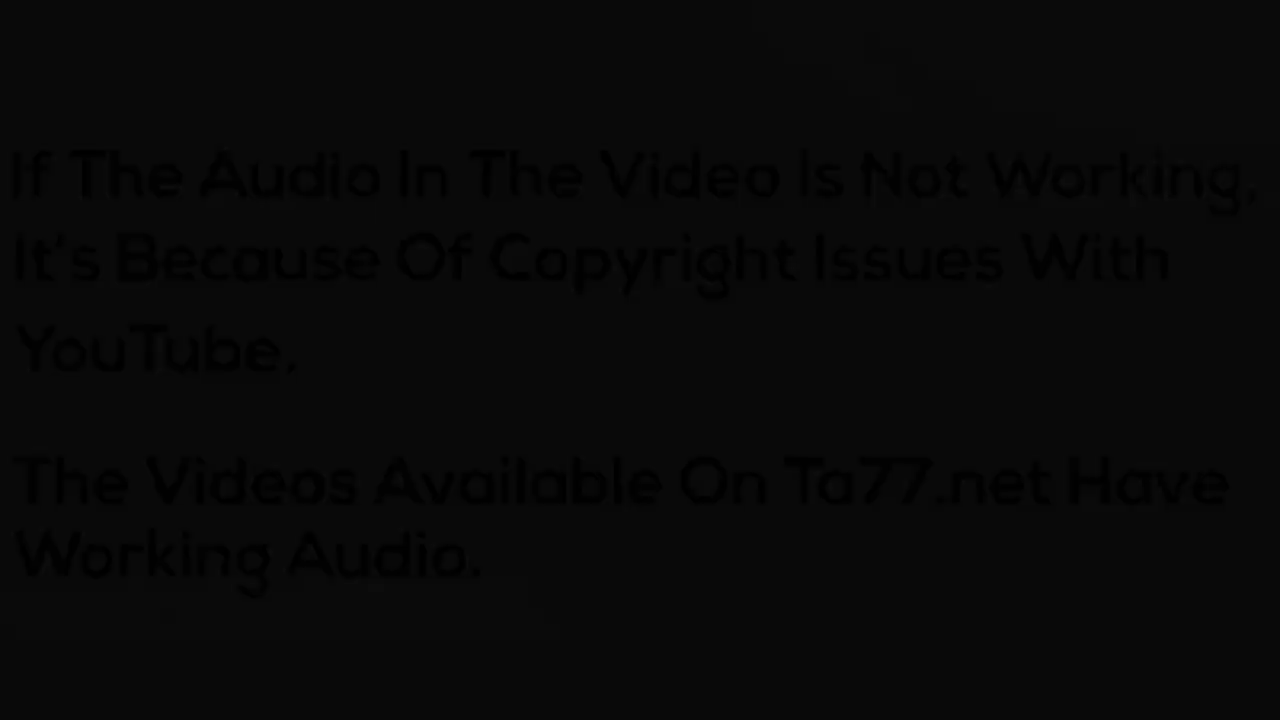 If The Audio In The Video Is Not Working,
It's Because Of Copyright Issues With
YouTube,
The Videos Available On Ta77.net Have
Working Audio.